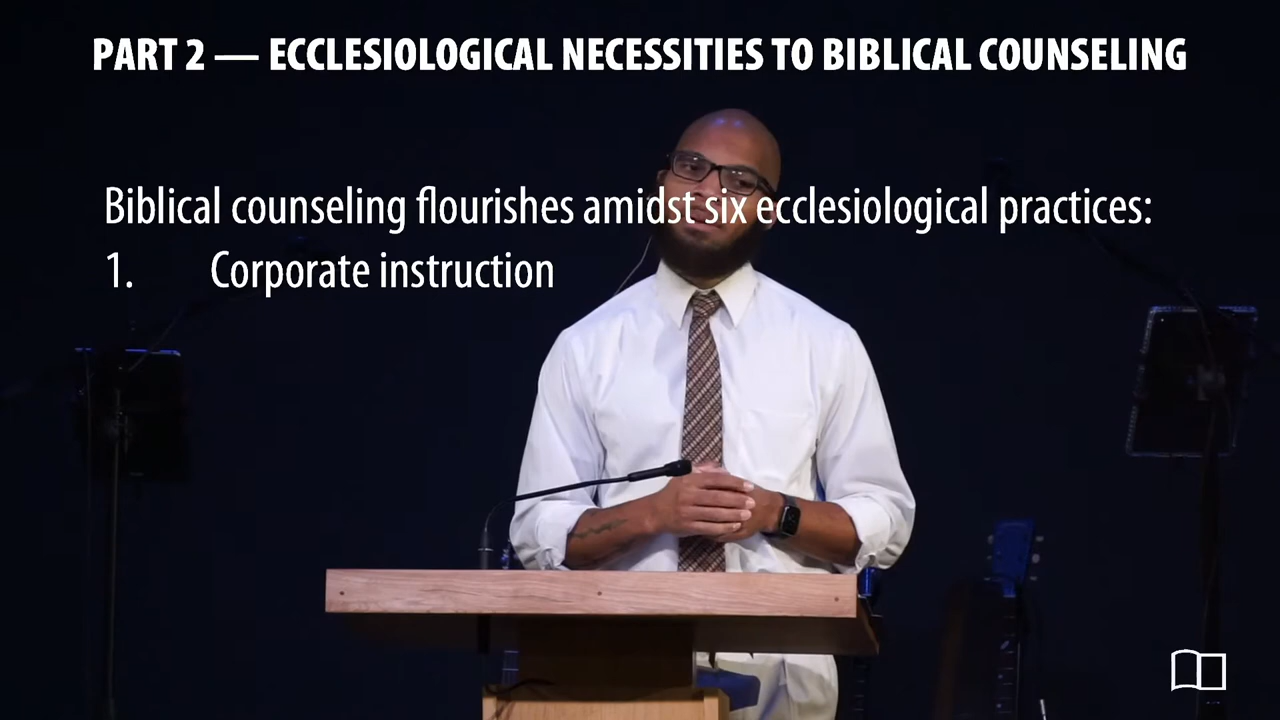 PART 2 — ECCLESIOLOGICAL NECESSITIES TO BIBLICAL COUNSELING
Biblical counseling flourishes amidst six ecclesiological practices:
1. Corporate instruction